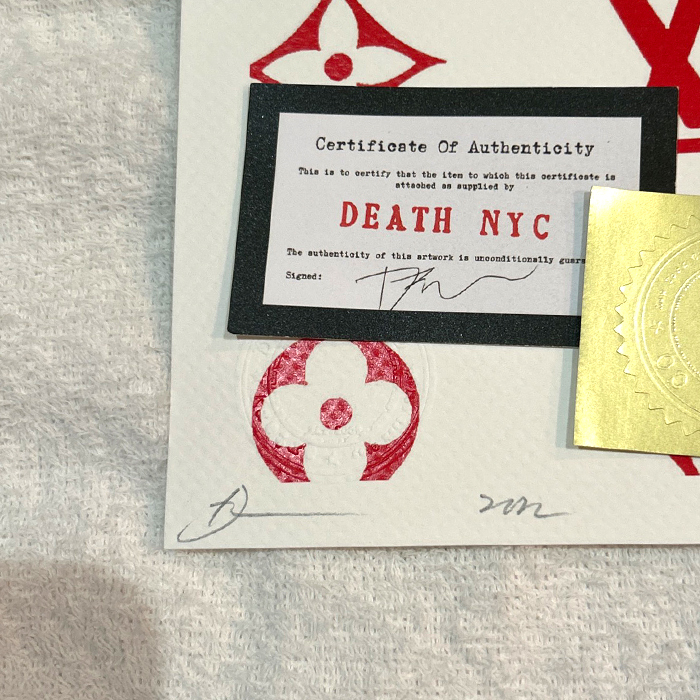 Certificate Of Authenticity
This is to certify that the item to which this certificate is
attached as supplied by
DEATH NYC
The authenticity of this artwork is unconditionally guar
Signed: